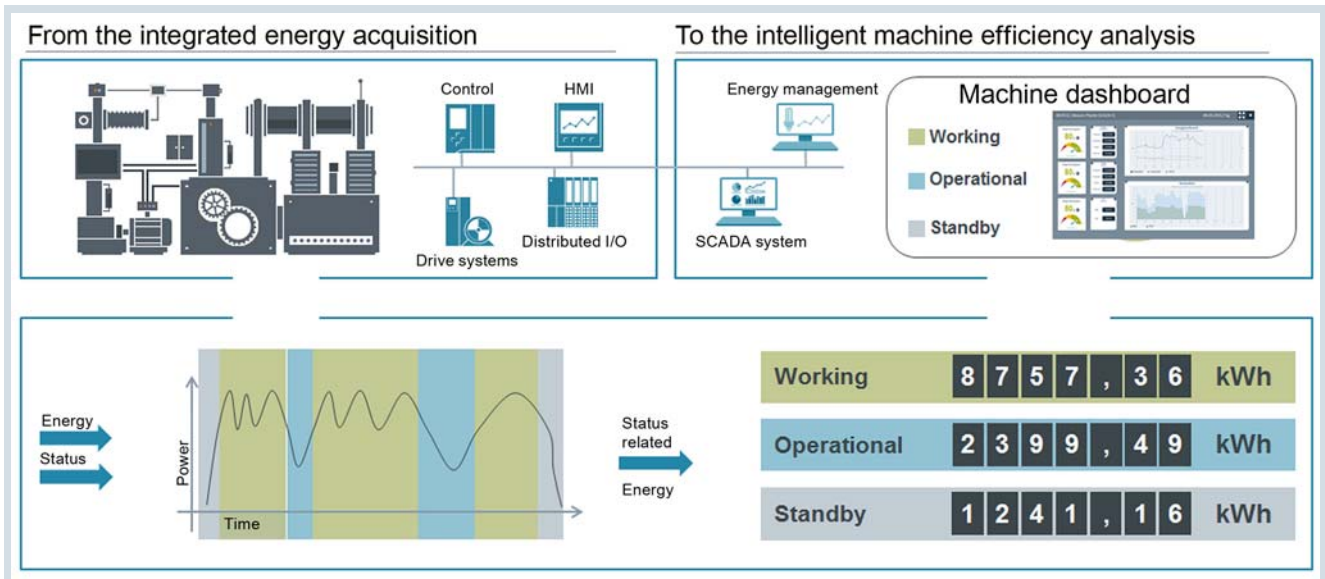 From the integrated energy acquisition
To the intelligent machine efficiency analysis
Control
HMI
Drive systems
Distributed I/O
Energy management
SCADA system
Machine dashboard
Working
Operational
Standby
Energy
Status
Power
Time
Status
related
Energy
Working 8757,36 kWh
Operational 2399,49 kWh
Standby 1241,16 kWh